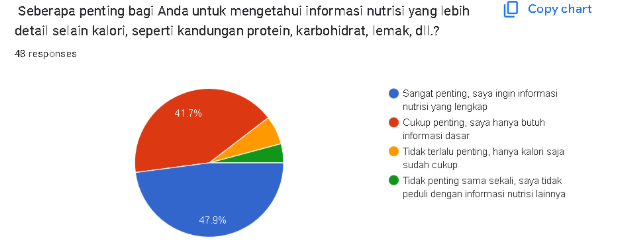 Seberapa penting bagi Anda untuk mengetahui informasi nutrisi yang lebih
detail selain kalori, seperti kandungan protein, karbohidrat, lemak, dll.?
Copy chart
43 responses
41.7%
47.9%
Sangat penting, saya ingin informasi
nutrisi yang lengkap
Cukup penting, saya hanya butuh
informasi dasar
Tidak terlalu penting, hanya kalori saja
sudah cukup
Tidak penting sama sekali, saya tidak
peduli dengan informasi nutrisi lainnya